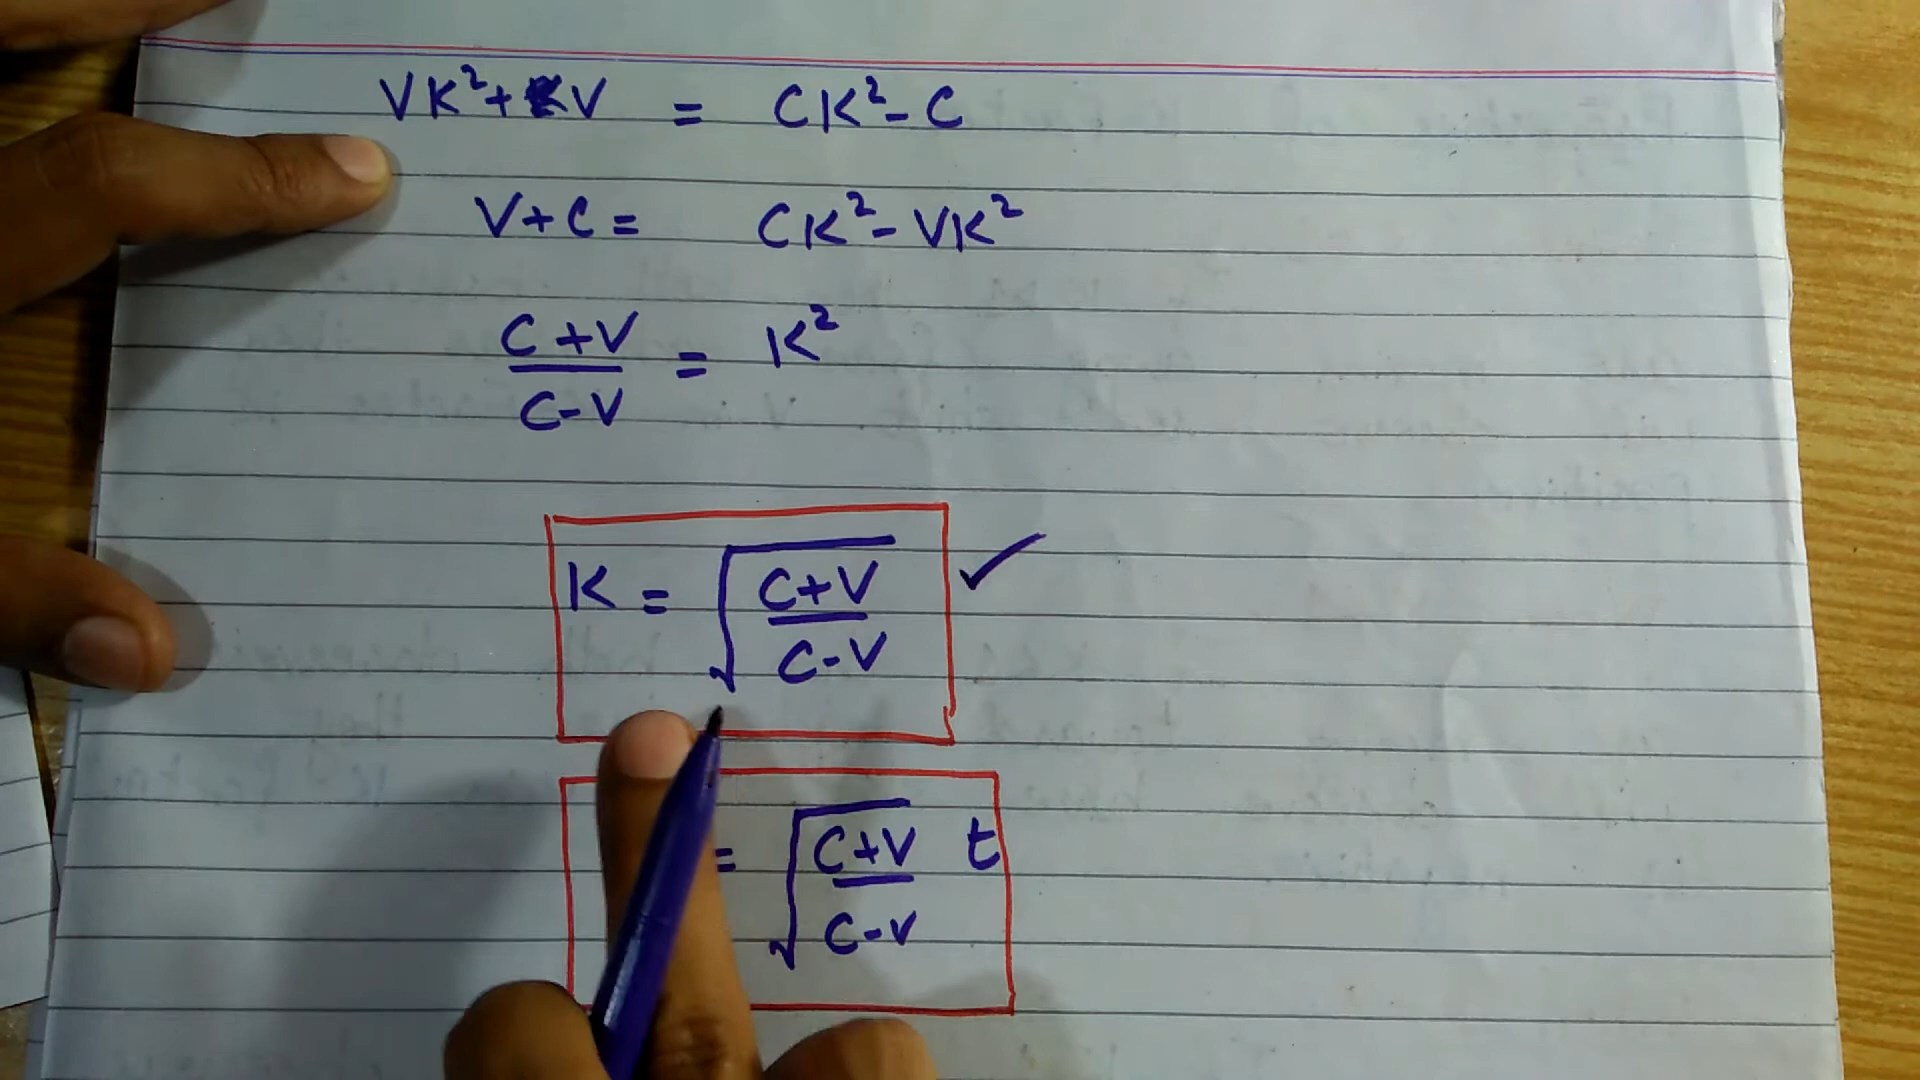 VK²+V = CK²-C
V+C = CK²-VK²
C+V/C-V = K²
K = √C+V/C-V ✓
= √C+V/C-V t